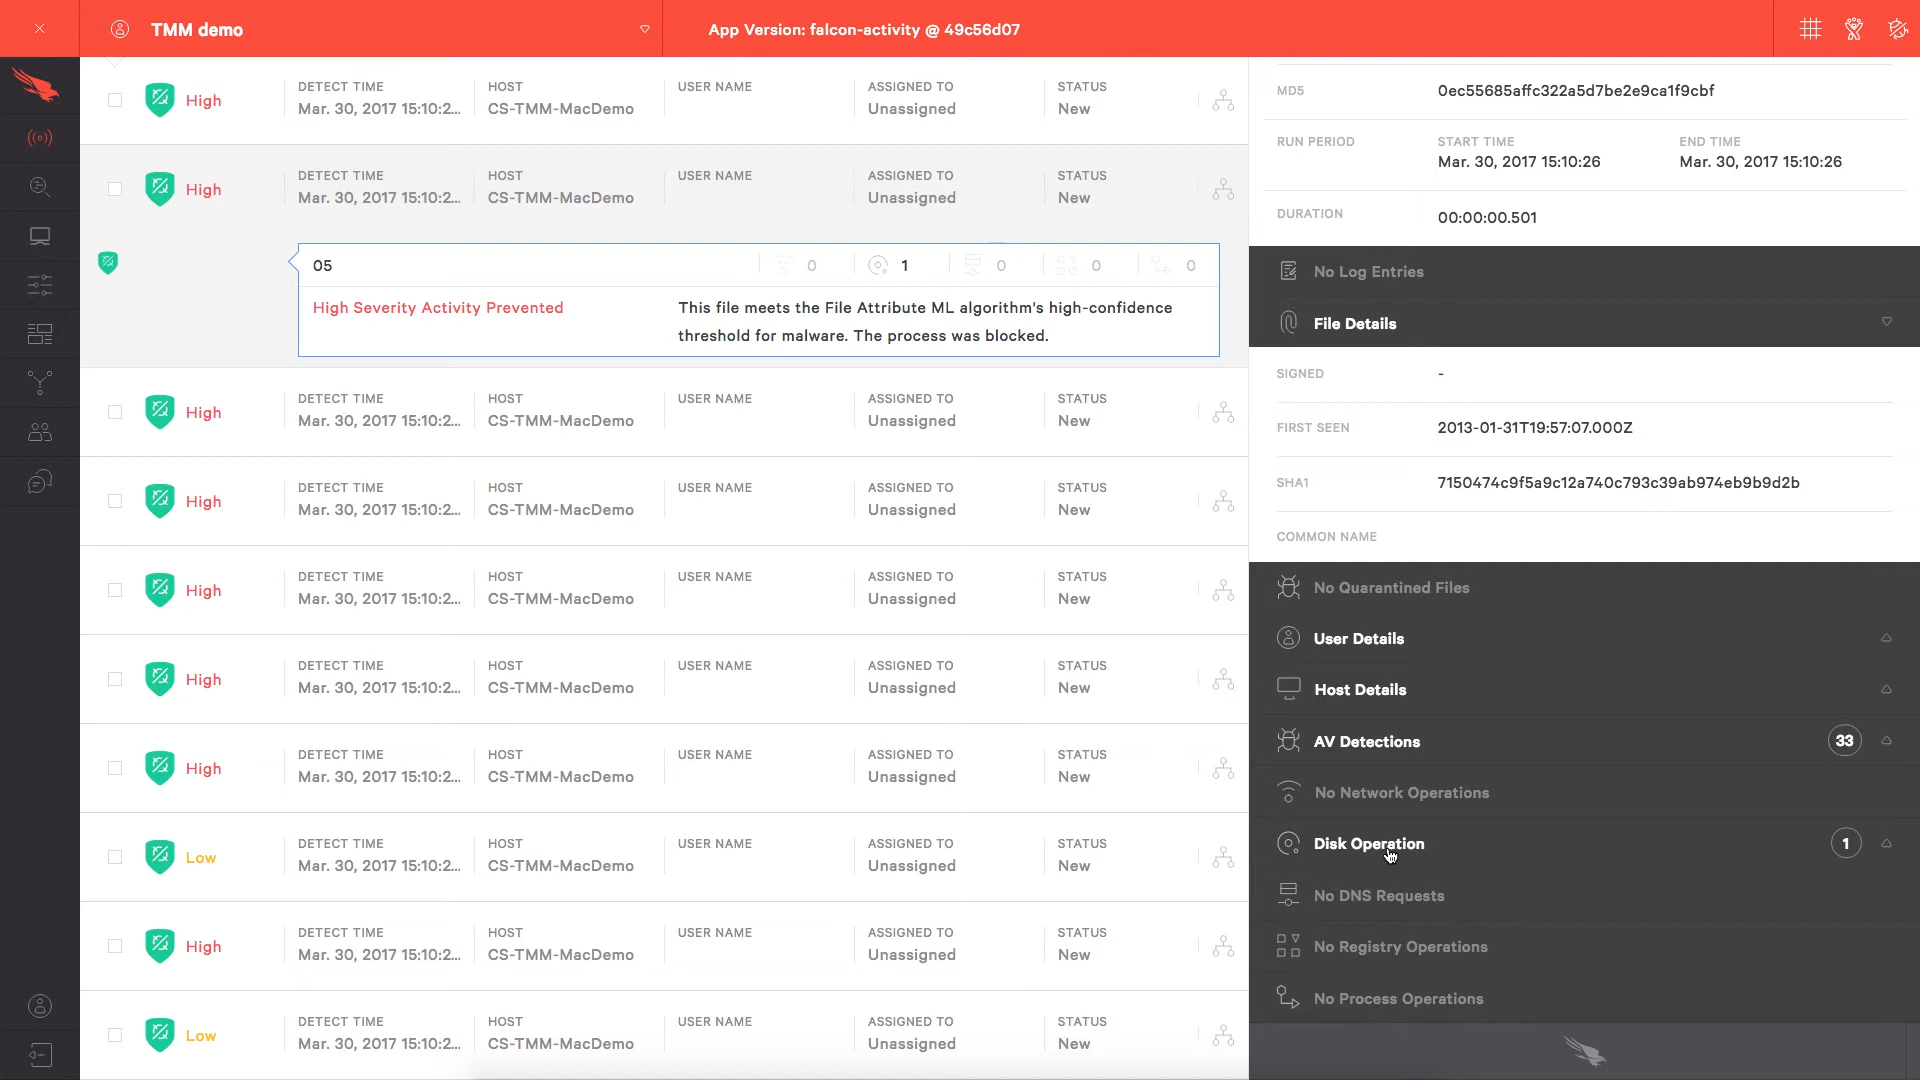 TMM demo
App Version: falcon-activity @ 49c56d07
High
DETECT TIME
Mar. 30, 2017 15:10:2...
HOST
CS-TMM-MacDemo
USER NAME
ASSIGNED TO
Unassigned
STATUS
New
High
DETECT TIME
Mar. 30, 2017 15:10:2...
HOST
CS-TMM-MacDemo
USER NAME
ASSIGNED TO
Unassigned
STATUS
New
05
0
1
0
0
0
High Severity Activity Prevented
This file meets the File Attribute ML algorithm's high-confidence
threshold for malware. The process was blocked.
High
DETECT TIME
Mar. 30, 2017 15:10:2...
HOST
CS-TMM-MacDemo
USER NAME
ASSIGNED TO
Unassigned
STATUS
New
High
DETECT TIME
Mar. 30, 2017 15:10:2...
HOST
CS-TMM-MacDemo
USER NAME
ASSIGNED TO
Unassigned
STATUS
New
High
DETECT TIME
Mar. 30, 2017 15:10:2...
HOST
CS-TMM-MacDemo
USER NAME
ASSIGNED TO
Unassigned
STATUS
New
High
DETECT TIME
Mar. 30, 2017 15:10:2...
HOST
CS-TMM-MacDemo
USER NAME
ASSIGNED TO
Unassigned
STATUS
New
High
DETECT TIME
Mar. 30, 2017 15:10:2...
HOST
CS-TMM-MacDemo
USER NAME
ASSIGNED TO
Unassigned
STATUS
New
Low
DETECT TIME
Mar. 30, 2017 15:10:2...
HOST
CS-TMM-MacDemo
USER NAME
ASSIGNED TO
Unassigned
STATUS
New
High
DETECT TIME
Mar. 30, 2017 15:10:2...
HOST
CS-TMM-MacDemo
USER NAME
ASSIGNED TO
Unassigned
STATUS
New
Low
DETECT TIME
Mar. 30, 2017 15:10:2...
HOST
CS-TMM-MacDemo
USER NAME
ASSIGNED TO
Unassigned
STATUS
New
MD5
0ec55685affc322a5d7be2e9ca1f9cbf
RUN PERIOD
START TIME
Mar. 30, 2017 15:10:26
END TIME
Mar. 30, 2017 15:10:26
DURATION
00:00:00.501
No Log Entries
File Details
SIGNED
-
FIRST SEEN
2013-01-31T19:57:07.000Z
SHA1
7150474c9f5a9c12a740c793c39ab974eb9b9d2b
COMMON NAME
No Quarantined Files
User Details
Host Details
AV Detections
33
No Network Operations
Disk Operation
1
No DNS Requests
No Registry Operations
No Process Operations